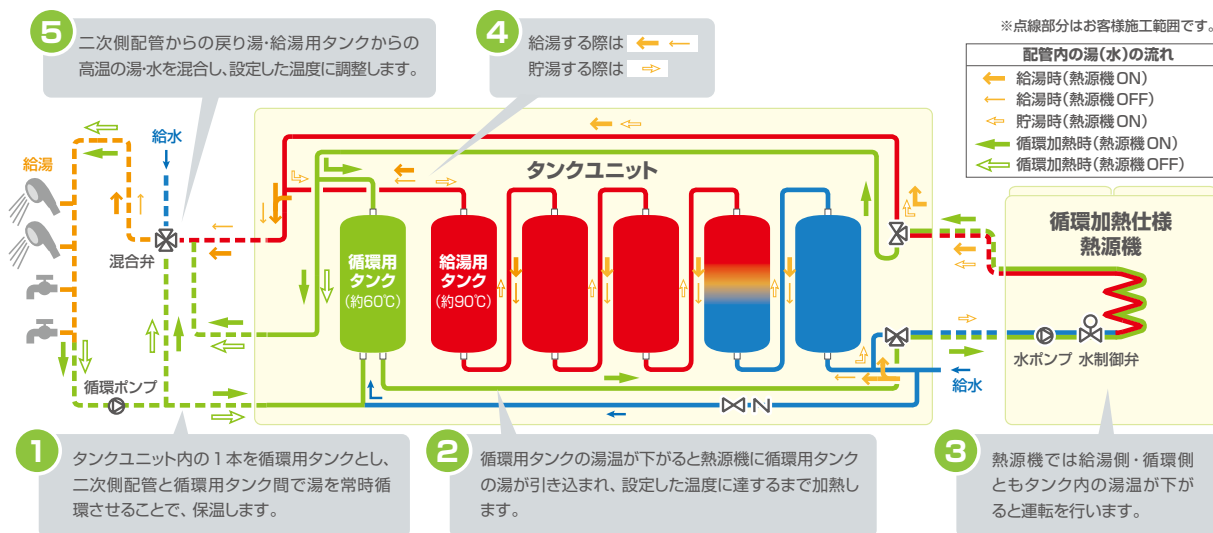 ※点線部分はお客様施工範囲です。
配管内の湯(水)の流れ
給湯時(熱源機ON)
給湯時(熱源機OFF)
貯湯時(熱源機ON)
循環加熱時(熱源機ON)
循環加熱時(熱源機OFF)
5
二次側配管からの戻り湯・給湯用タンクからの
高温の湯・水を混合し、設定した温度に調整します。
4
給湯する際は
貯湯する際は
給水
給湯
混合弁
循環ポンプ
タンクユニット
循環用
タンク
(約60℃)
給湯用
タンク
(約90℃)
循環加熱仕様
熱源機
水ポンプ
水制御弁
給水
1
タンクユニット内の1本を循環用タンクとし、
二次側配管と循環用タンク間で湯を常時循
環させることで、保温します。
2
循環用タンクの湯温が下がると熱源機に循環用タンク
の湯が引き込まれ、設定した温度に達するまで加熱し
ます。
3
熱源機では給湯側・循環側
ともタンク内の湯温が下が
ると運転を行います。